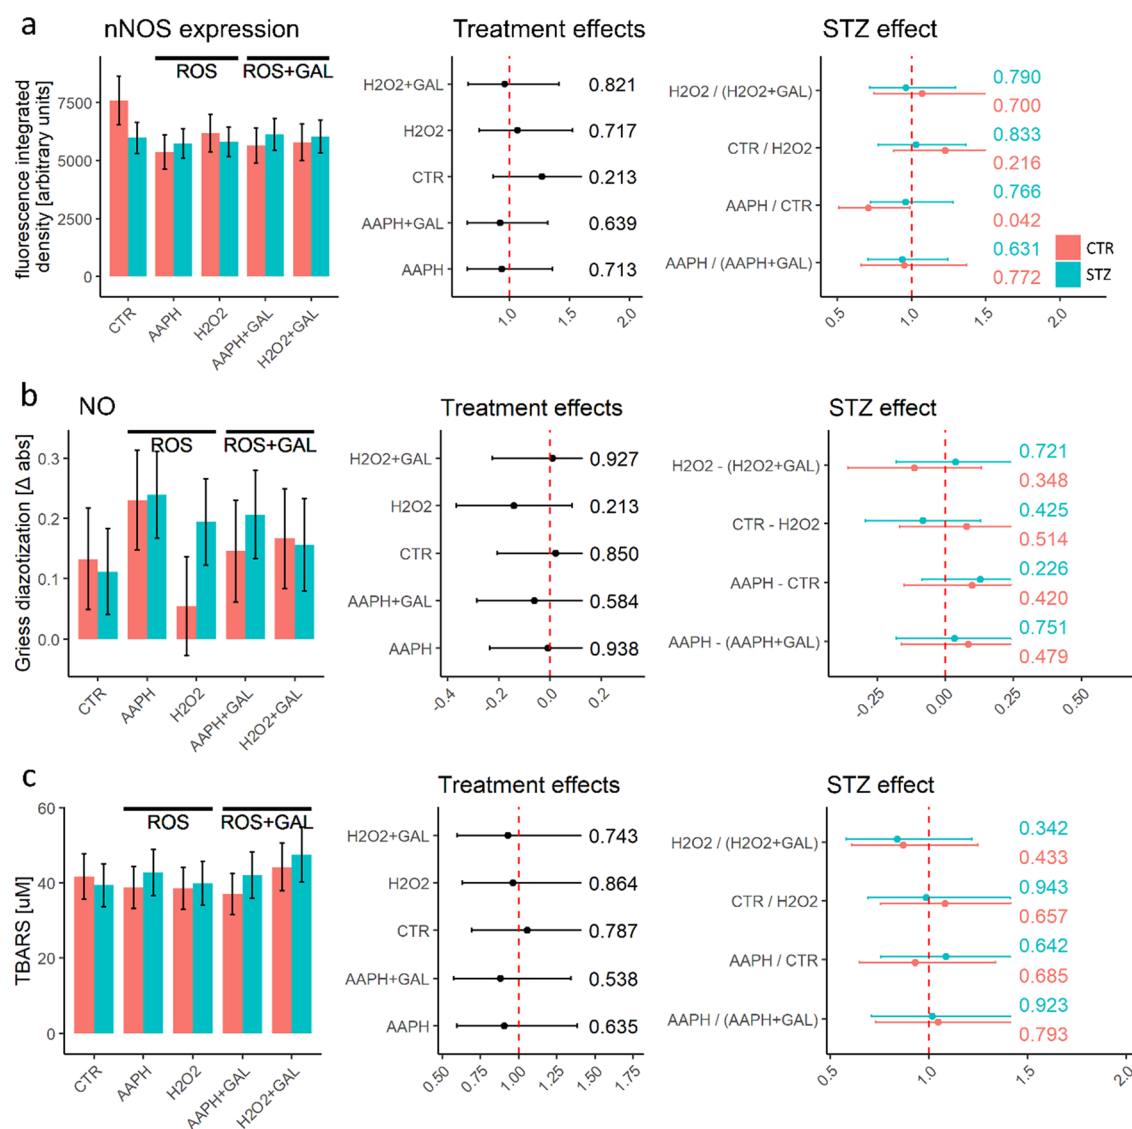 a
nNOS expression
Treatment effects
STZ effect
fluorescence integrated
density [arbitrary units]
7500
5000
2500
0
ROS
ROS+GAL
CTR
AAPH
H2O2
AAPH+GAL
H2O2+GAL
H2O2+GAL
0.821
H2O2
0.717
CTR
0.213
AAPH+GAL
0.639
AAPH
0.713
1.0
1.5
2.0
H2O2 / (H2O2+GAL)
0.790
0.700
CTR / H2O2
0.833
0.216
AAPH / CTR
0.766
0.042
AAPH / (AAPH+GAL)
0.631
0.772
0.5
1.0
1.5
2.0
CTR
STZ
b
NO
Treatment effects
STZ effect
Griess diazotization [Δ abs]
0.3
0.2
0.1
0.0
ROS
ROS+GAL
CTR
AAPH
H2O2
AAPH+GAL
H2O2+GAL
H2O2+GAL
0.927
H2O2
0.213
CTR
0.850
AAPH+GAL
0.584
AAPH
0.938
-0.4
-0.2
0.0
0.2
H2O2 - (H2O2+GAL)
0.721
0.348
CTR - H2O2
0.425
0.514
AAPH - CTR
0.226
0.420
AAPH - (AAPH+GAL)
0.751
0.479
-0.25
0.00
0.25
0.50
c
Treatment effects
STZ effect
TBARS [uM]
60
40
20
0
ROS
ROS+GAL
CTR
AAPH
H2O2
AAPH+GAL
H2O2+GAL
H2O2+GAL
0.743
H2O2
0.864
CTR
0.787
AAPH+GAL
0.538
AAPH
0.635
0.50
0.75
1.00
1.25
1.50
1.75
H2O2 / (H2O2+GAL)
0.342
0.433
CTR / H2O2
0.943
0.657
AAPH / CTR
0.642
0.685
AAPH / (AAPH+GAL)
0.923
0.793
0.5
1.0
1.5
2.0